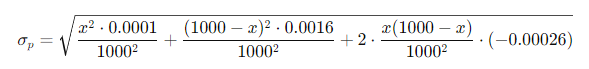 σ_p = √( x² · 0.0001 / 1000² + (1000 − x)² · 0.0016 / 1000² + 2 · x(1000 − x) / 1000² · (−0.00026) )